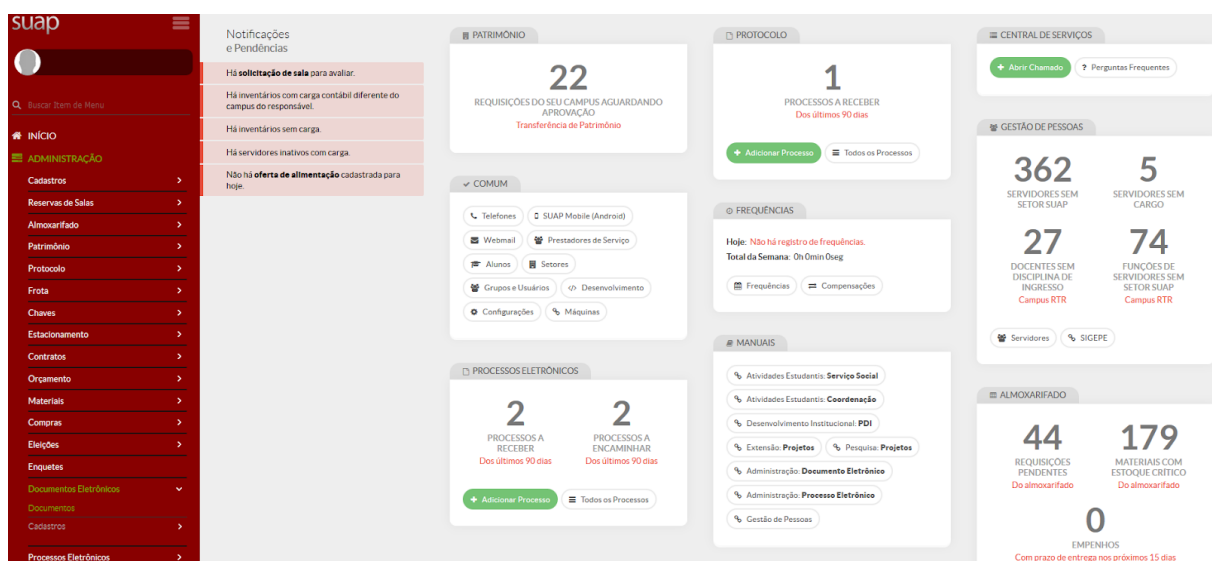 suap
Buscar Item de Menu
INÍCIO
ADMINISTRAÇÃO
Cadastros
Reservas de Salas
Almoxarifado
Patrimônio
Protocolo
Frota
Chaves
Estacionamento
Contratos
Orçamento
Materiais
Compras
Eleições
Enquetes
Documentos Eletrônicos
Documentos
Cadastros
Processos Eletrônicos
Notificações
e Pendências
Há solicitação de sala para avaliar.
Há inventários com carga contábil diferente do
campus do responsável.
Há inventários sem carga.
Há servidores inativos com carga.
Não há oferta de alimentação cadastrada para
hoje.
PATRIMÔNIO
22
REQUISIÇÕES DO SEU CAMPUS AGUARDANDO
APROVAÇÃO
Transferência de Patrimônio
COMUM
Telefones SUAP Mobile (Android)
Webmail Prestadores de Serviço
Alunos Setores
Grupos e Usuários Desenvolvimento
Configurações Máquinas
PROCESSOS ELETRÔNICOS
2 2
PROCESSOS A PROCESSOS A
RECEBER ENCAMINHAR
Dos últimos 90 dias Dos últimos 90 dias
+ Adicionar Processo Todos os Processos
PROTOCOLO
1
PROCESSOS A RECEBER
Dos últimos 90 dias
+ Adicionar Processo Todos os Processos
FREQUÊNCIAS
Hoje: Não há registro de frequências.
Total da Semana: 0h 0min 0seg
Frequências Compensações
MANUAIS
Atividades Estudantis: Serviço Social
Atividades Estudantis: Coordenação
Desenvolvimento Institucional: PDI
Extensão: Projetos Pesquisa: Projetos
Administração: Documento Eletrônico
Administração: Processo Eletrônico
Gestão de Pessoas
CENTRAL DE SERVIÇOS
+ Abrir Chamado ? Perguntas Frequentes
GESTÃO DE PESSOAS
362 5
SERVIDORES SEM SERVIDORES SEM
SETOR SUAP CARGO
27 74
DOCENTES SEM FUNÇÕES DE
DISCIPLINA DE SERVIDORES SEM
INGRESSO SETOR SUAP
Campus RTR Campus RTR
Servidores SIGEPE
ALMOXARIFADO
44 179
REQUISIÇÕES MATERIAIS COM
PENDENTES ESTOQUE CRÍTICO
Do almoxarifado Do almoxarifado
0
EMPENHOS
Com prazo de entrega nos próximos 15 dias